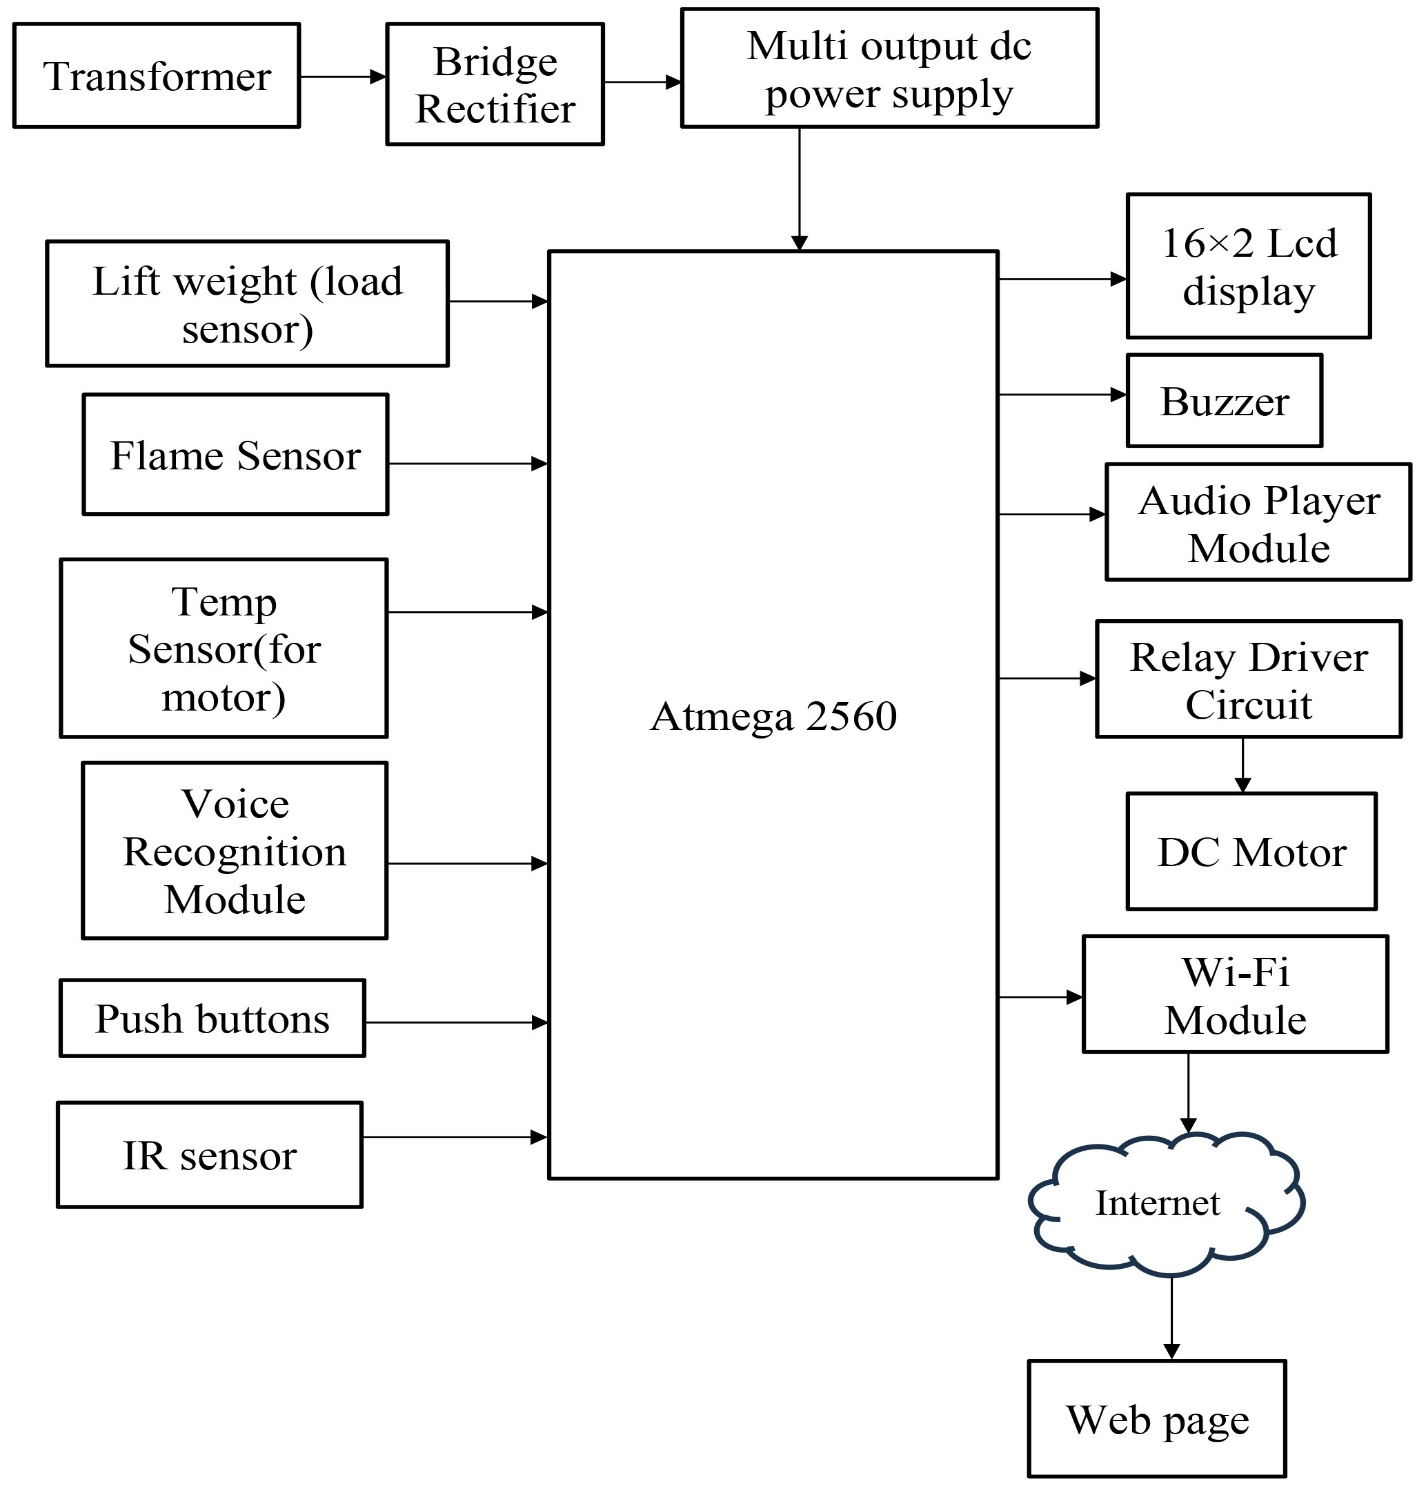 Transformer
Bridge
Rectifier
Multi output dc
power supply
Lift weight (load
sensor)
Flame Sensor
Temp
Sensor(for
motor)
Voice
Recognition
Module
Push buttons
IR sensor
Atmega 2560
16×2 Lcd
display
Buzzer
Audio Player
Module
Relay Driver
Circuit
DC Motor
Wi-Fi
Module
Internet
Web page